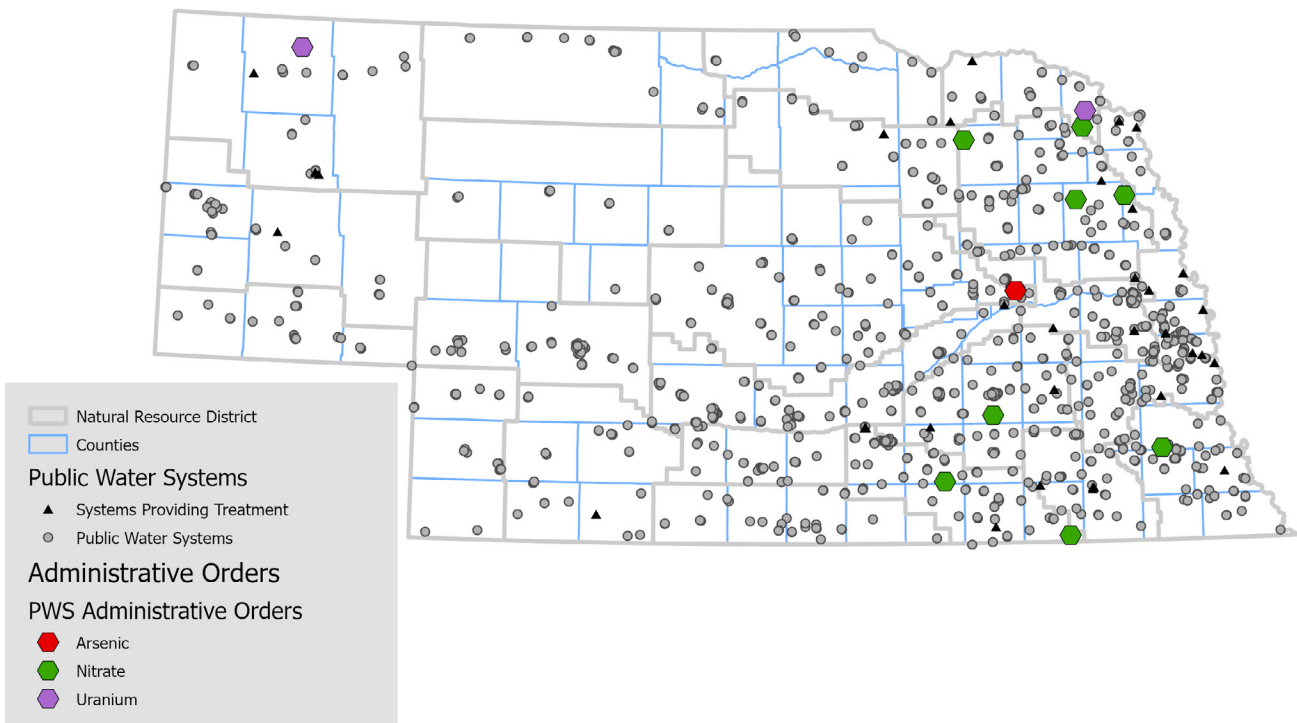 Natural Resource District
Counties
Public Water Systems
Systems Providing Treatment
Public Water Systems
Administrative Orders
PWS Administrative Orders
Arsenic
Nitrate
Uranium